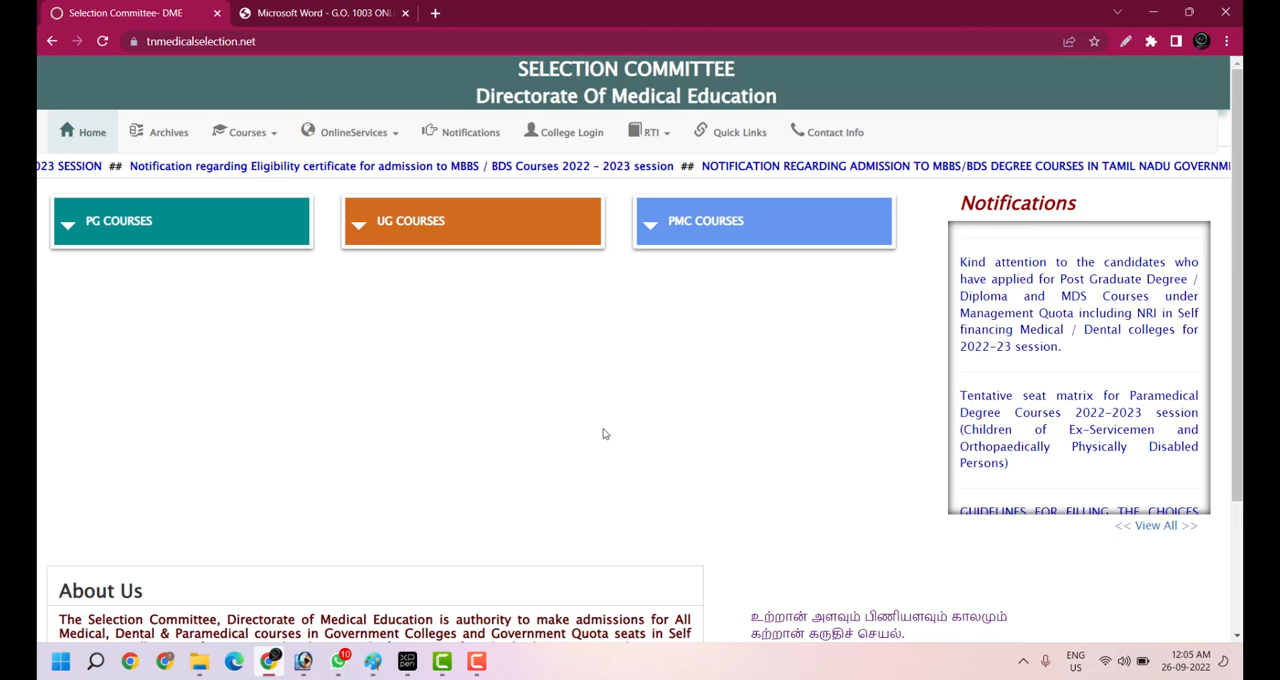 Selection Committee- DME
Microsoft Word - G.O. 1003 ONL
tnmedicalselection.net
SELECTION COMMITTEE
Directorate Of Medical Education
Home Archives Courses OnlineServices Notifications College Login RTI Quick Links Contact Info
2023 SESSION ## Notification regarding Eligibility certificate for admission to MBBS / BDS Courses 2022 - 2023 session ## NOTIFICATION REGARDING ADMISSION TO MBBS/BDS DEGREE COURSES IN TAMIL NADU GOVERNM
PG COURSES UG COURSES PMC COURSES
Notifications
Kind attention to the candidates who
have applied for Post Graduate Degree /
Diploma and MDS Courses under
Management Quota including NRI in Self
financing Medical / Dental colleges for
2022-23 session.
Tentative seat matrix for Paramedical
Degree Courses 2022-2023 session
(Children of Ex-Servicemen and
Orthopaedically Physically Disabled
Persons)
GUIDELINES FOR FILLING THE CHOICES
<< View All >>
About Us
The Selection Committee, Directorate of Medical Education is authority to make admissions for All
Medical, Dental & Paramedical courses in Government Colleges and Government Quota seats in Self
உற்றான் அளவும் பிணியளவும் காலமும்
கற்றான் கருதிச் செயல்.
10
ENG
US
12:05 AM
26-09-2022